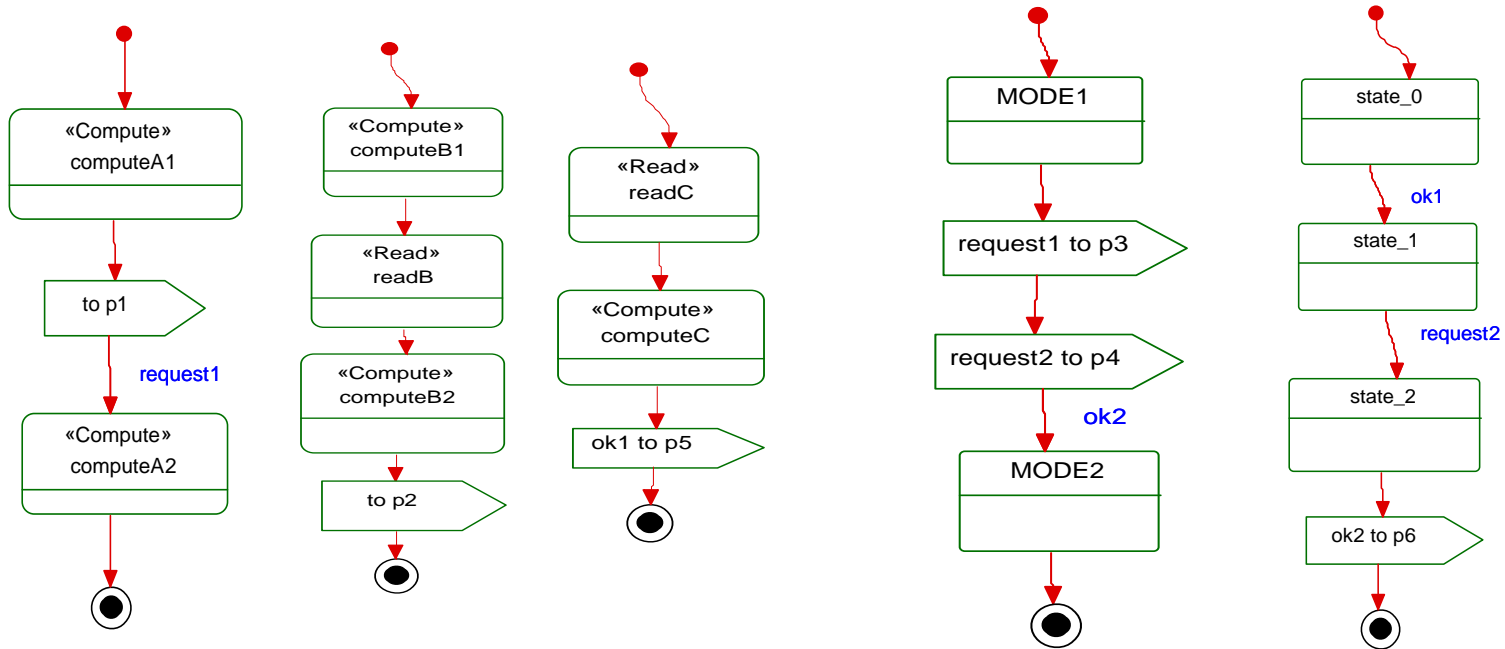 «Compute»
computeA1
to p1
request1
«Compute»
computeA2
«Compute»
computeB1
«Read»
readB
«Compute»
computeB2
to p2
«Read»
readC
«Compute»
computeC
ok1 to p5
MODE1
request1 to p3
request2 to p4
ok2
MODE2
state_0
ok1
state_1
request2
state_2
ok2 to p6